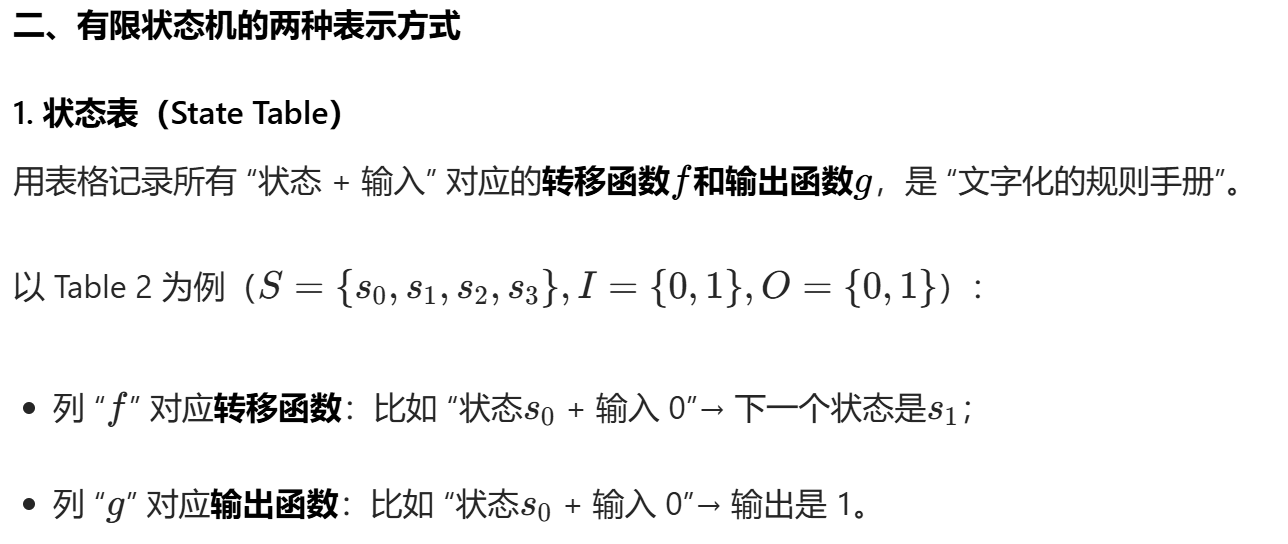 二、有限状态机的两种表示方式
1. 状态表（State Table）
用表格记录所有 “状态 + 输入” 对应的转移函数f和输出函数g，是 “文字化的规则手册”。
以 Table 2 为例（S = {s₀, s₁, s₂, s₃}, I = {0, 1}, O = {0, 1}）：
• 列 “f” 对应转移函数：比如 “状态s₀ + 输入 0”→ 下一个状态是s₁；
• 列 “g” 对应输出函数：比如 “状态s₀ + 输入 0”→ 输出是 1。